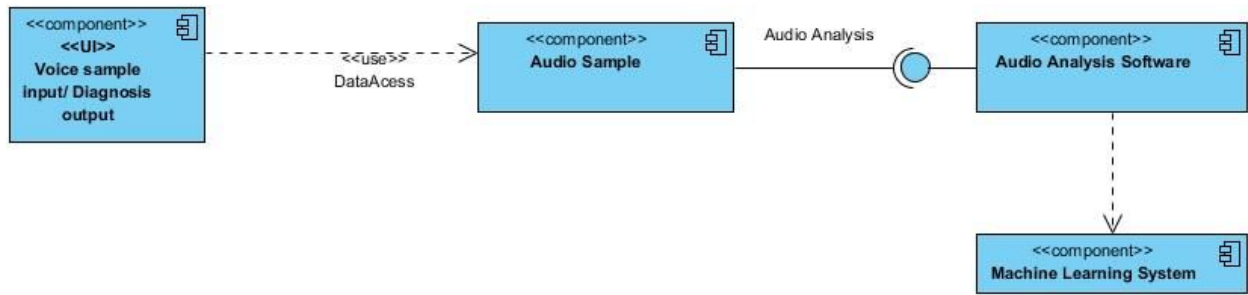 <<component>>
<<UI>>
Voice sample
input/ Diagnosis
output
<<use>>
DataAcess
<<component>>
Audio Sample
Audio Analysis
<<component>>
Audio Analysis Software
<<component>>
Machine Learning System